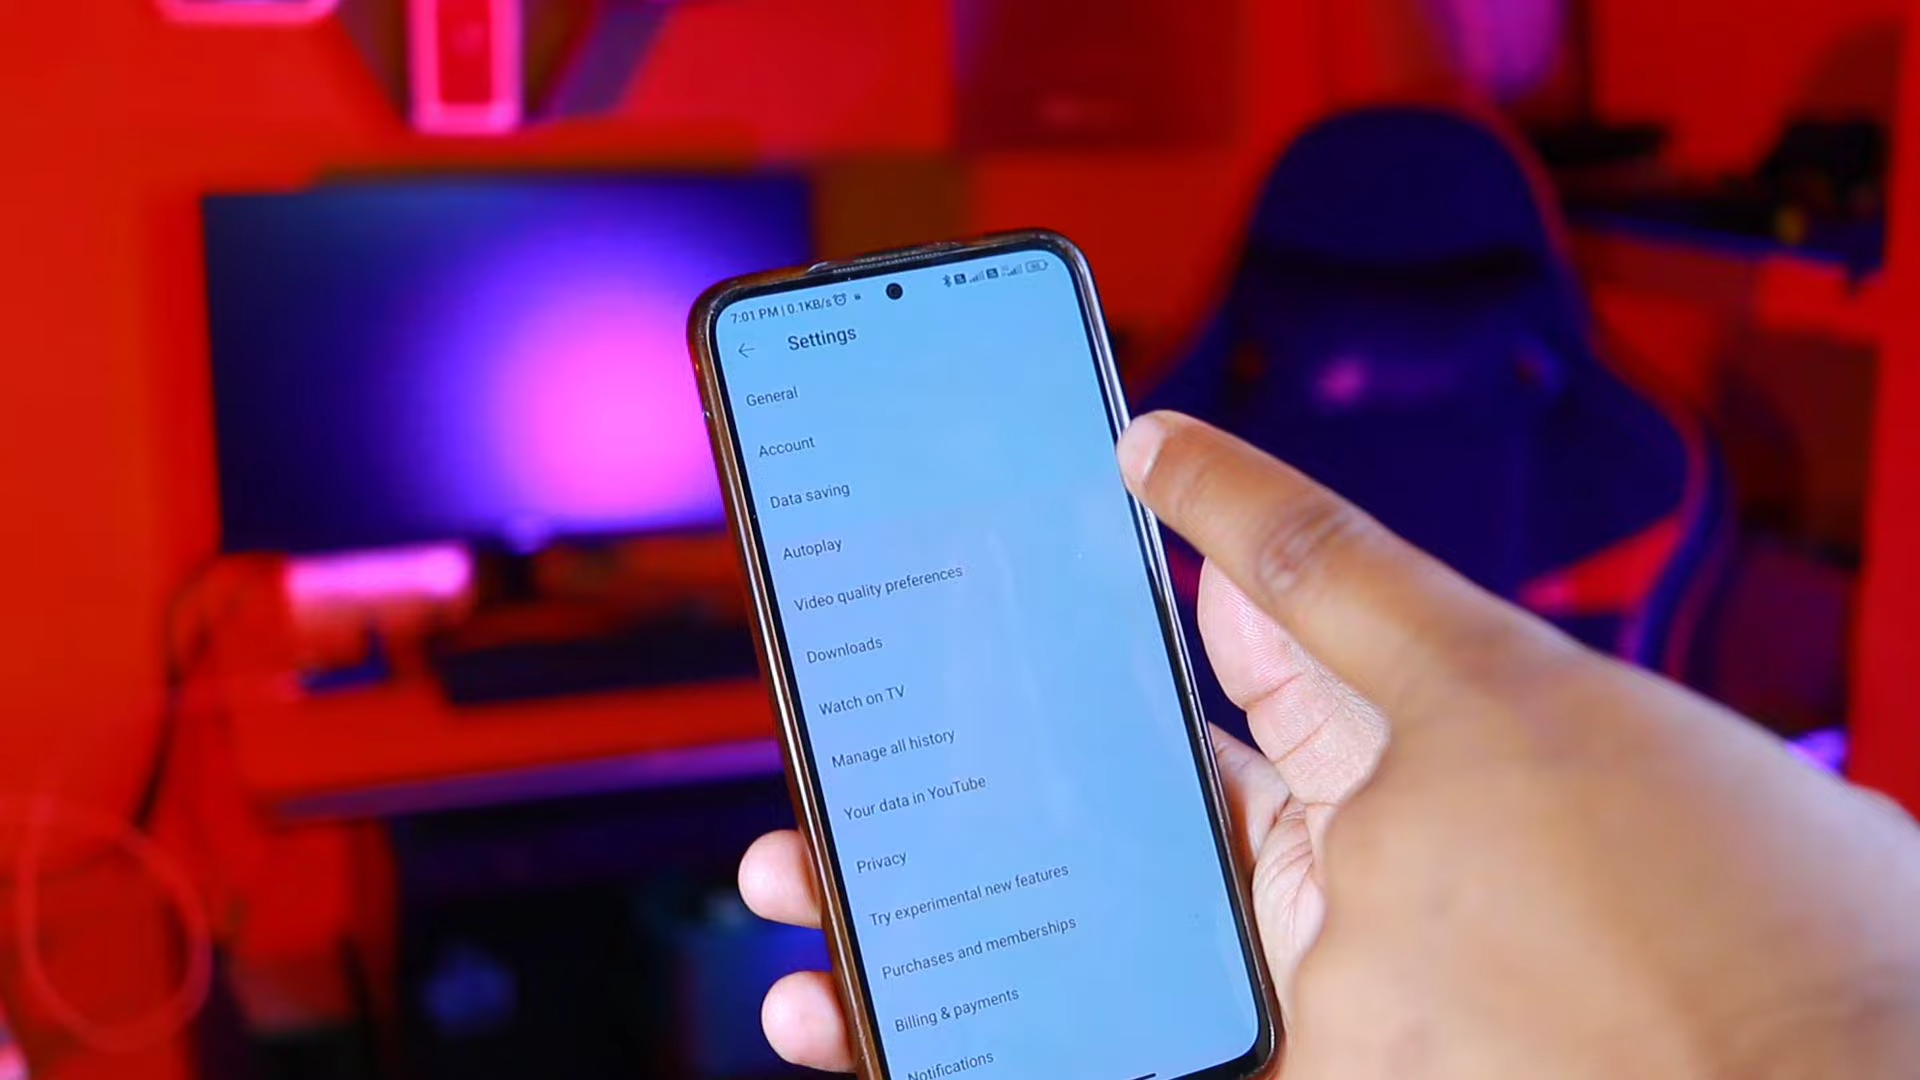 7:01 PM | 0.1KB/s
Settings
General
Account
Data saving
Autoplay
Video quality preferences
Downloads
Watch on TV
Manage all history
Your data in YouTube
Privacy
Try experimental new features
Purchases and memberships
Billing & payments
Notifications